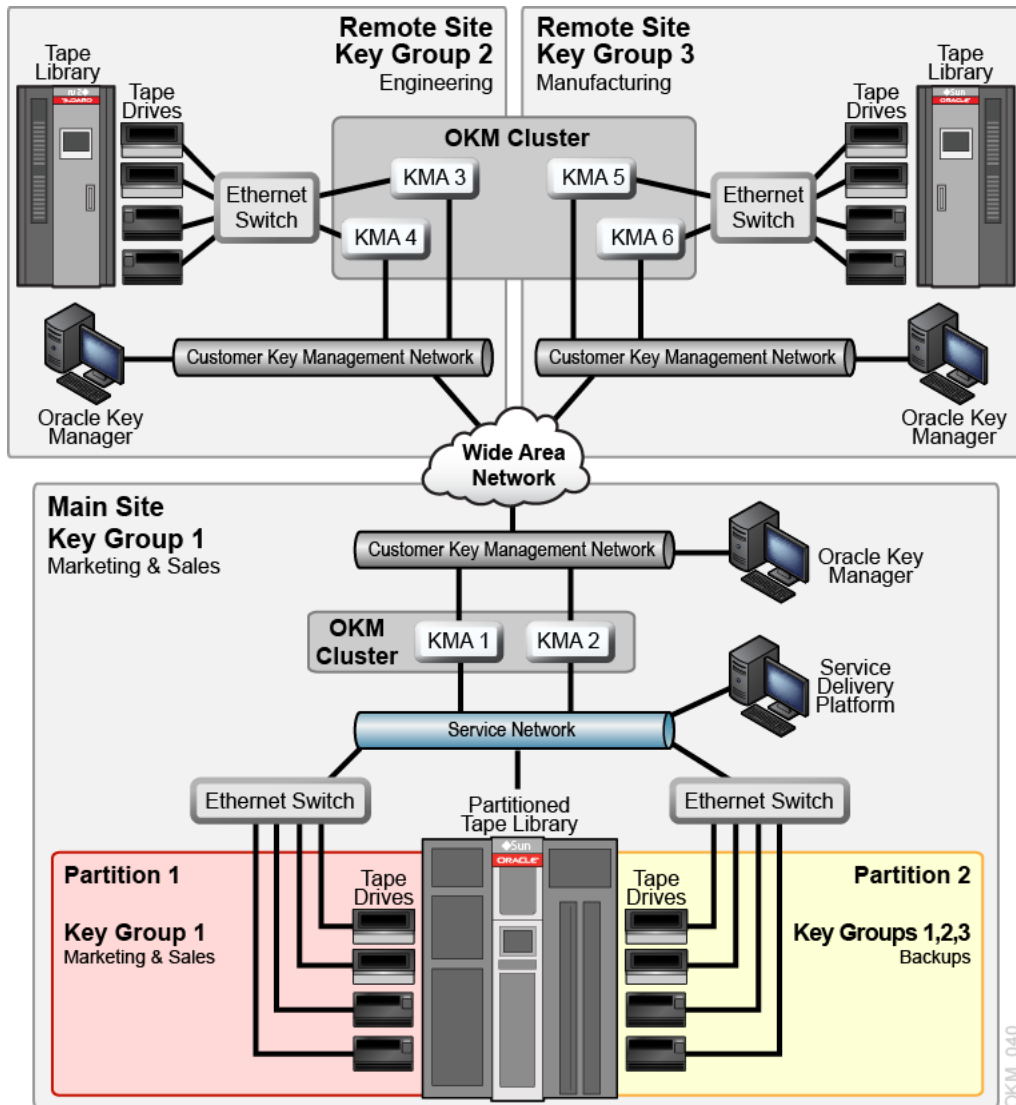 Remote Site
Key Group 2
Engineering
Tape
Library
Tape
Drives
Ethernet
Switch
Remote Site
Key Group 3
Manufacturing
Tape
Library
Sun
ORACLE
Tape
Drives
Ethernet
Switch
OKM Cluster
KMA 3
KMA 4
KMA 5
KMA 6
Customer Key Management Network
Customer Key Management Network
Oracle Key
Manager
Oracle Key
Manager
Wide Area
Network
Main Site
Key Group 1
Marketing & Sales
Customer Key Management Network
Oracle Key
Manager
OKM
Cluster
KMA 1
KMA 2
Service
Delivery
Platform
Service Network
Ethernet Switch
Partitioned
Tape Library
Ethernet Switch
Sun
ORACLE
Partition 1
Key Group 1
Marketing & Sales
Tape
Drives
Tape
Drives
Partition 2
Key Groups 1,2,3
Backups
OKM_040